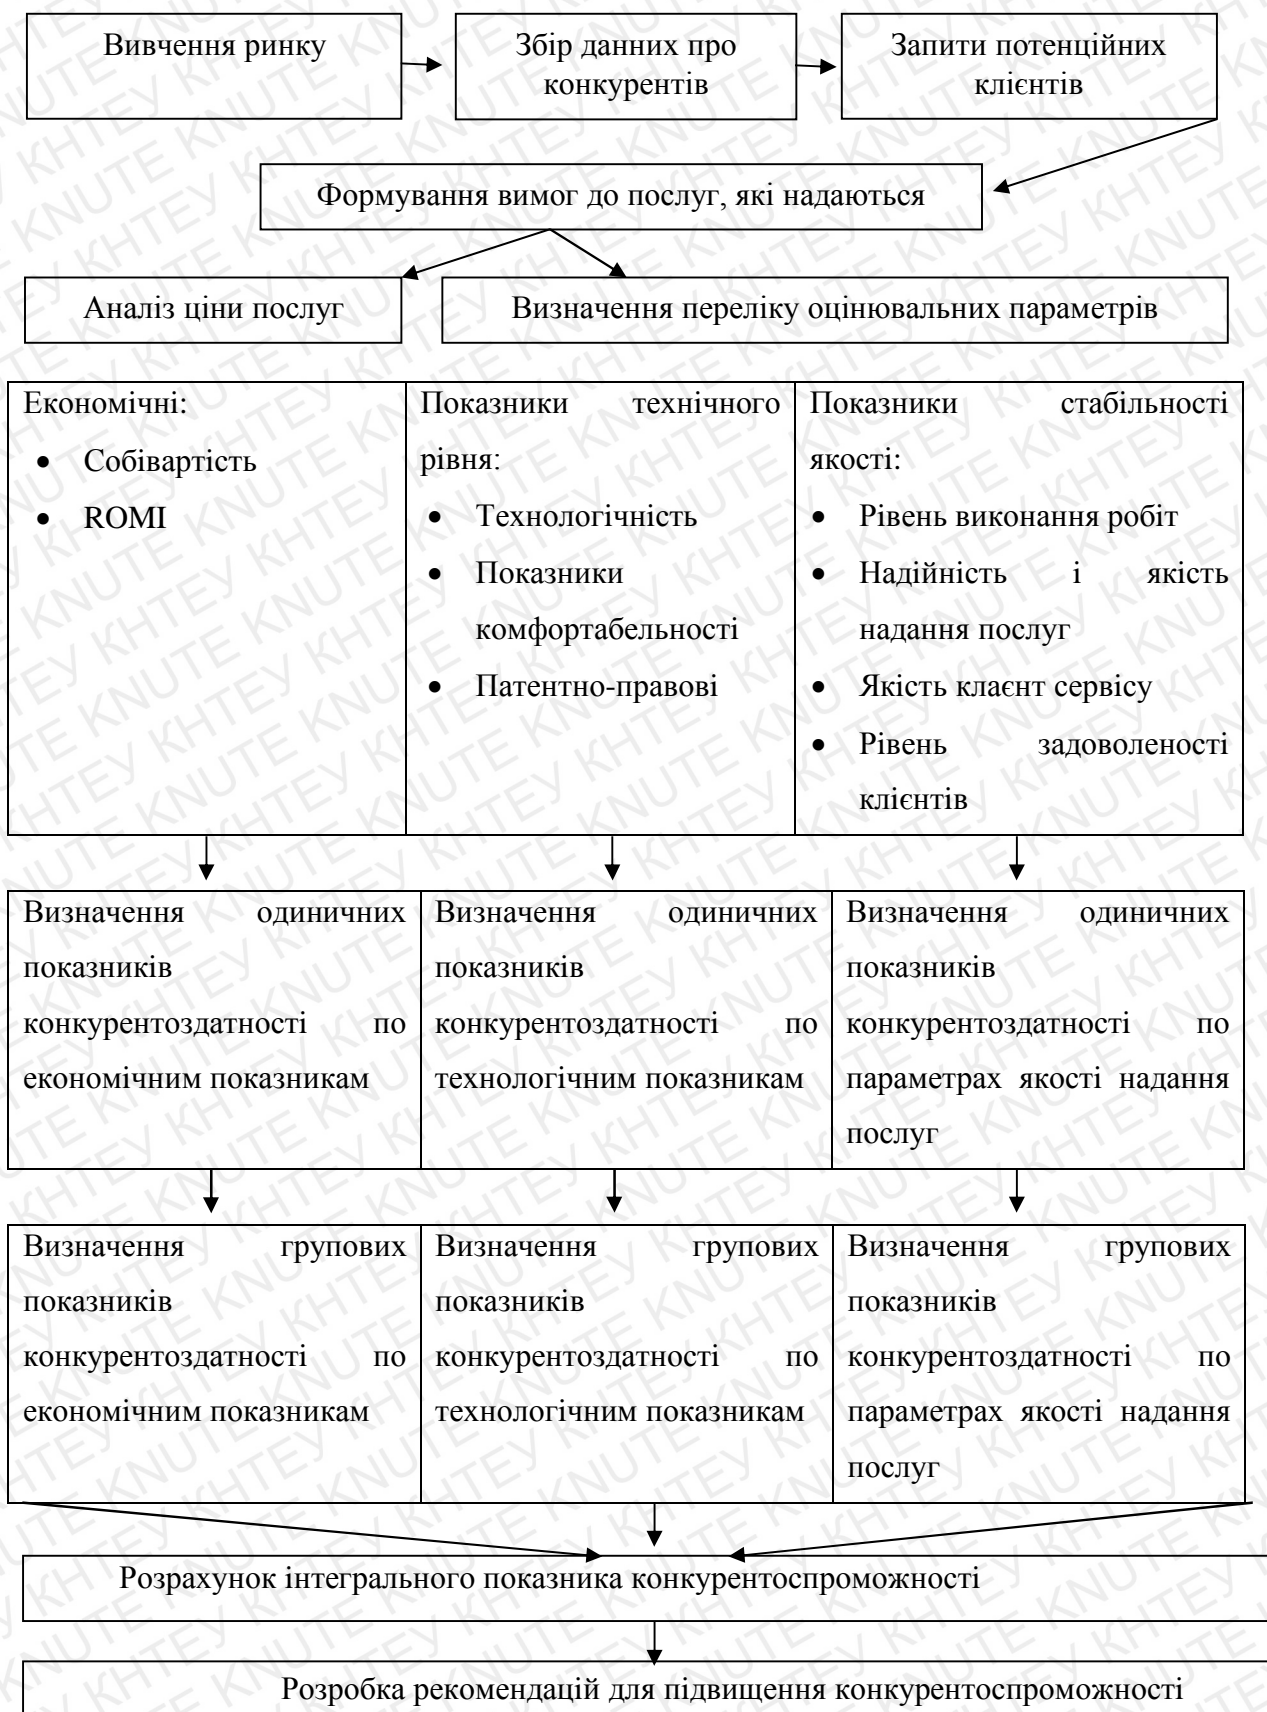 Вивчення ринку
Збір данних про
конкурентів
Запити потенційних
клієнтів
Формування вимог до послуг, які надаються
Аналіз ціни послуг
Визначення переліку оцінювальних параметрів
Економічні:
• Собівартість
• ROMI
Показники технічного
рівня:
• Технологічність
• Показники
комфортабельності
• Патентно-правові
Показники стабільності
якості:
• Рівень виконання робіт
• Надійність і якість
надання послуг
• Якість клаєнт сервісу
• Рівень задоволеності
клієнтів
Визначення одиничних
показників
конкурентоздатності по
економічним показникам
Визначення одиничних
показників
конкурентоздатності по
технологічним показникам
Визначення одиничних
показників
конкурентоздатності по
параметрах якості надання
послуг
Визначення групових
показників
конкурентоздатності по
економічним показникам
Визначення групових
показників
конкурентоздатності по
технологічним показникам
Визначення групових
показників
конкурентоздатності по
параметрах якості надання
послуг
Розрахунок інтегрального показника конкурентоспроможності
Розробка рекомендацій для підвищення конкурентоспроможності